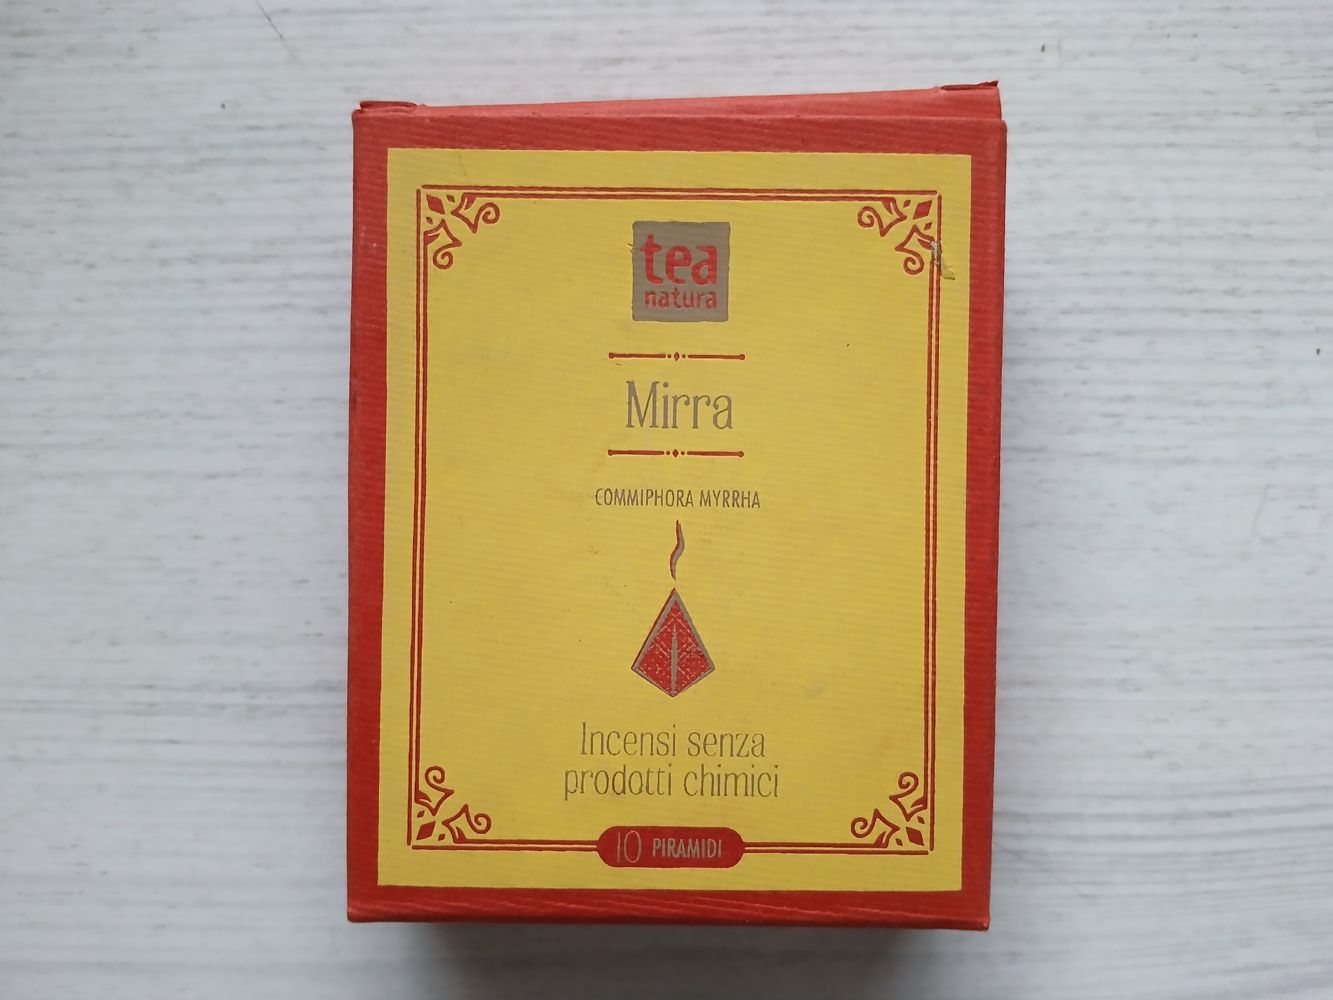 tea
natura
Mirra
COMMIPHORA MYRRHA
Incensi senza
prodotti chimici
10 PIRAMIDI